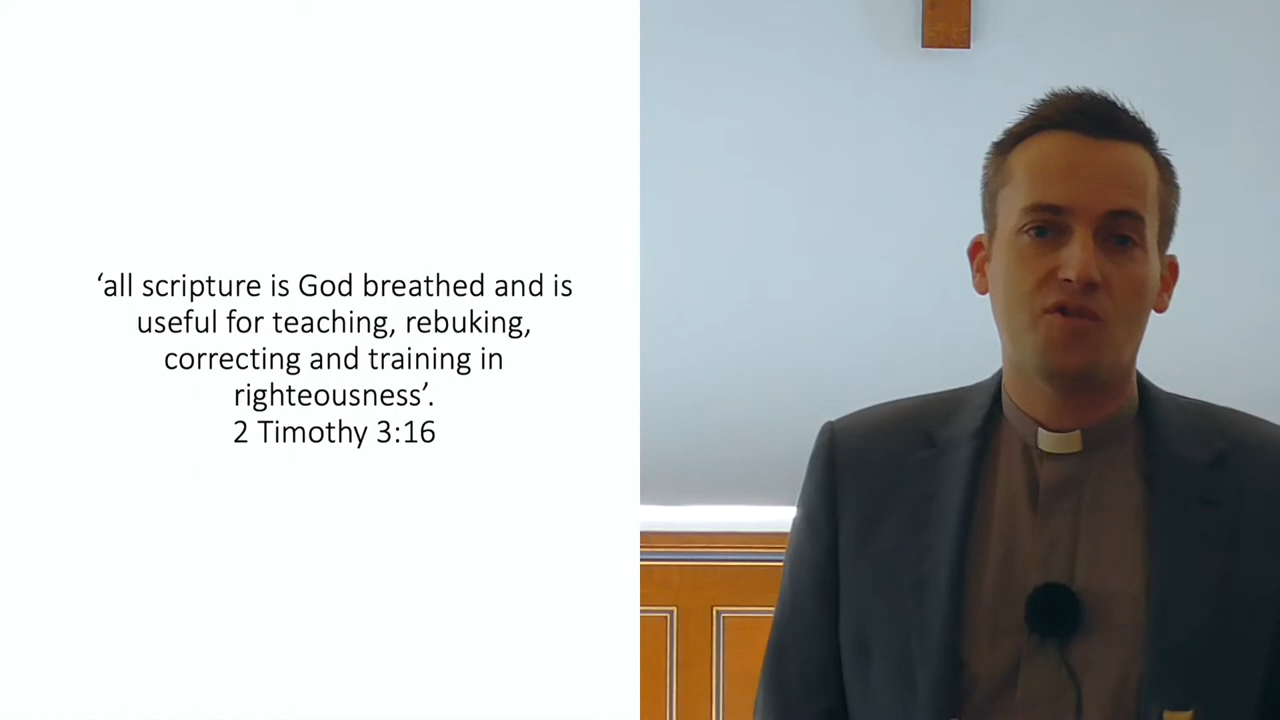 ‘all scripture is God breathed and is
useful for teaching, rebuking,
correcting and training in
righteousness’.
2 Timothy 3:16